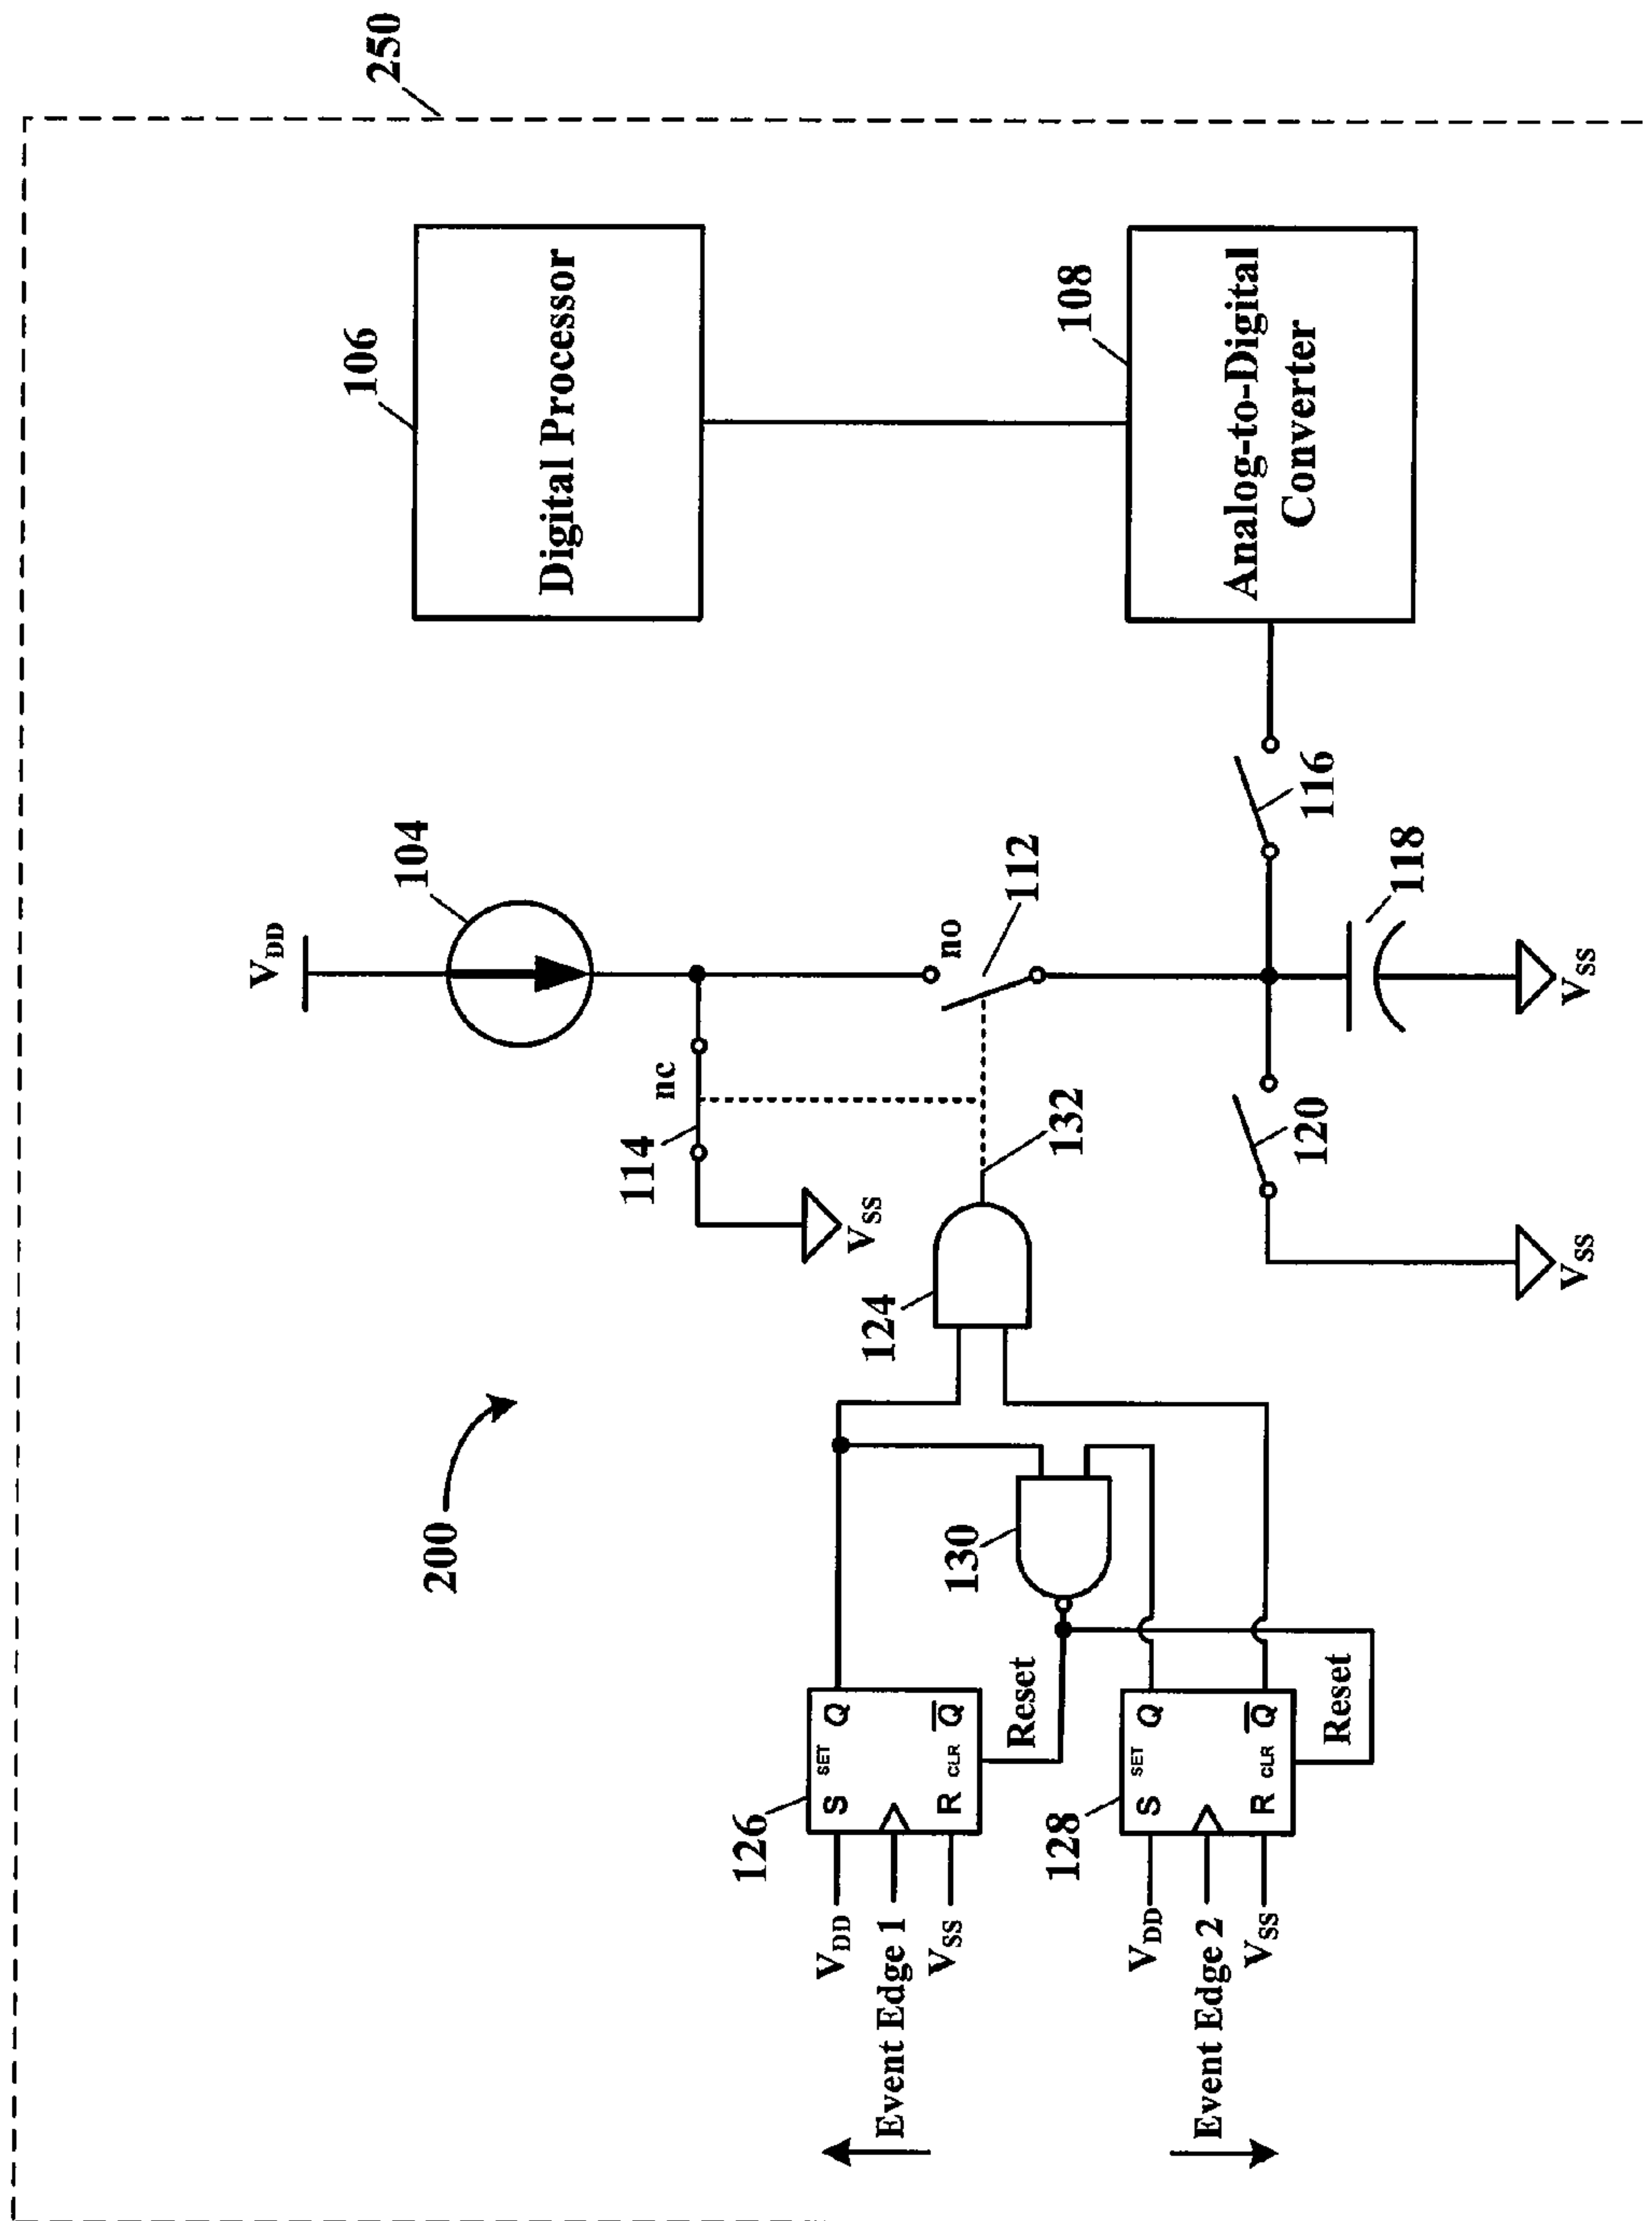 250
200
V_DD
104
106
Digital Processor
nc
114
V_SS
no
112
132
124
108
Analog-to-Digital
Converter
116
118
120
V_SS
V_SS
126
V_DD
Event Edge 1
V_SS
S SET Q
R CLR Q̅
Reset
130
128
V_DD
Event Edge 2
V_SS
S SET Q
R CLR Q̅
Reset